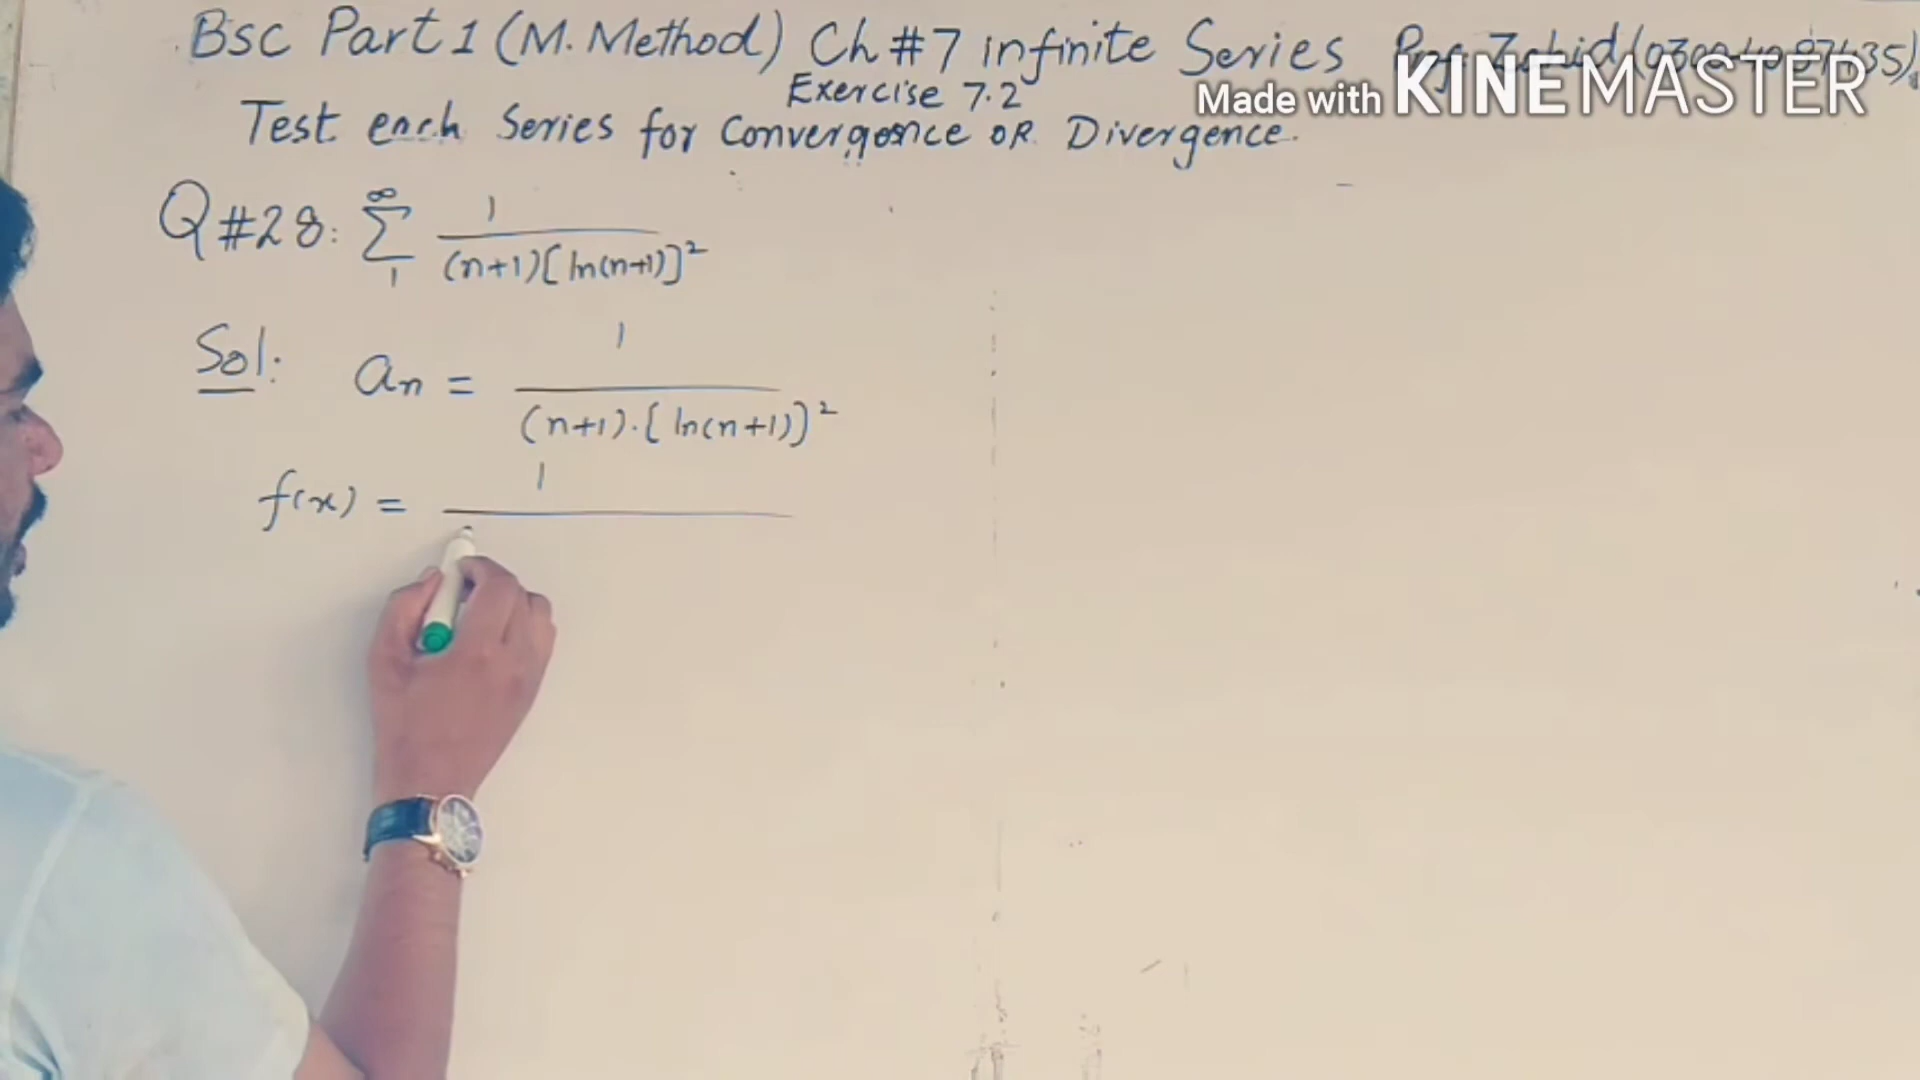 Bsc Part 1 (M. Method) Ch #7 infinite Series
Made with KINEMASTER
Exercise 7.2
Test each Series for Convergence OR Divergence.
Q#28: ∞ ∑ 1 1 / (n+1)[ln(n+1)]²
Sol: an = 1 / (n+1).[ln(n+1)]²
f(x) = 1